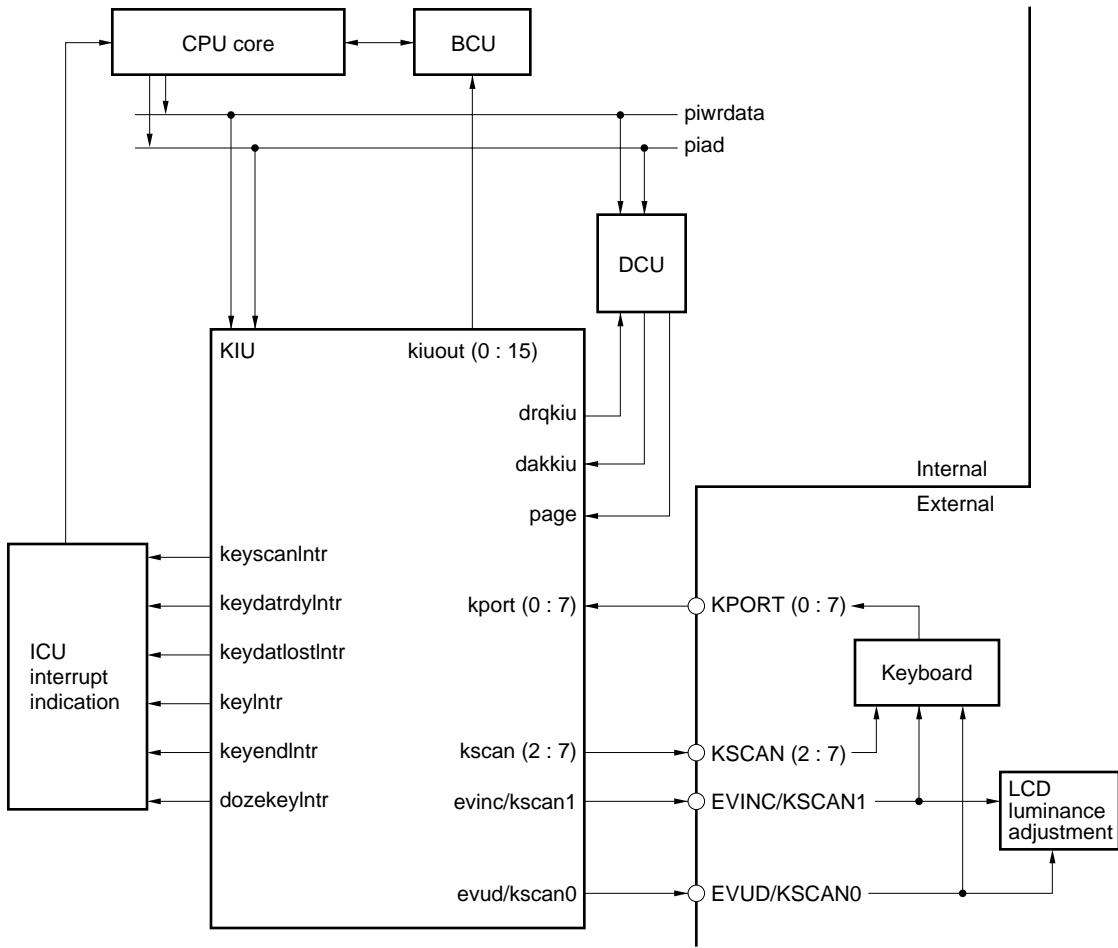 CPU core
BCU
piwrdata
piad
DCU
KIU
kiuout (0 : 15)
drqkiu
dakkiu
page
Internal
External
keyscanIntr
keydatrdyIntr
keydatlostIntr
keyIntr
keyendIntr
dozekeyIntr
ICU
interrupt
indication
kport (0 : 7)
KPORT (0 : 7)
Keyboard
kscan (2 : 7)
KSCAN (2 : 7)
evinc/kscan1
EVINC/KSCAN1
LCD
luminance
adjustment
evud/kscan0
EVUD/KSCAN0